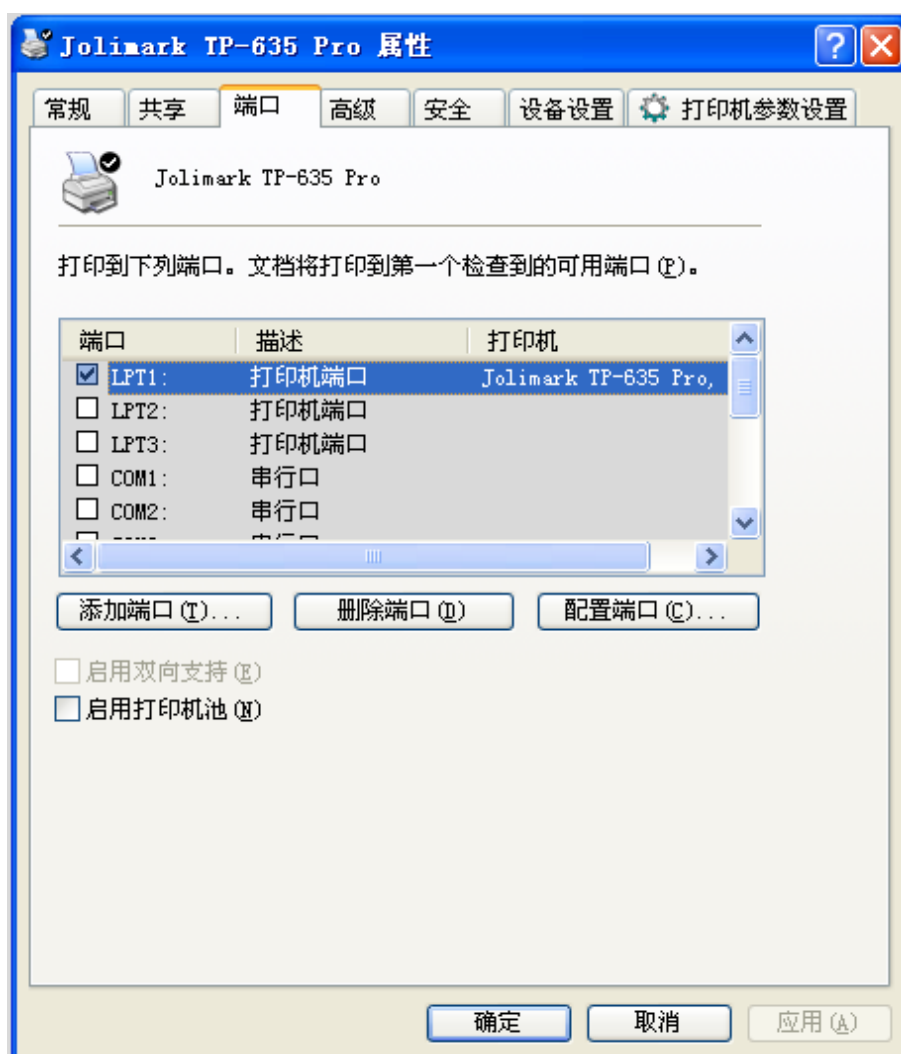 Jolimark TP-635 Pro 属性
常规 共享 端口 高级 安全 设备设置 打印机参数设置
Jolimark TP-635 Pro
打印到下列端口。文档将打印到第一个检查到的可用端口(P)。
端口 描述 打印机
LPT1: 打印机端口 Jolimark TP-635 Pro,
LPT2: 打印机端口
LPT3: 打印机端口
COM1: 串行口
COM2: 串行口
添加端口(T)... 删除端口(D) 配置端口(C)...
启用双向支持(E)
启用打印机池(N)
确定 取消 应用(A)